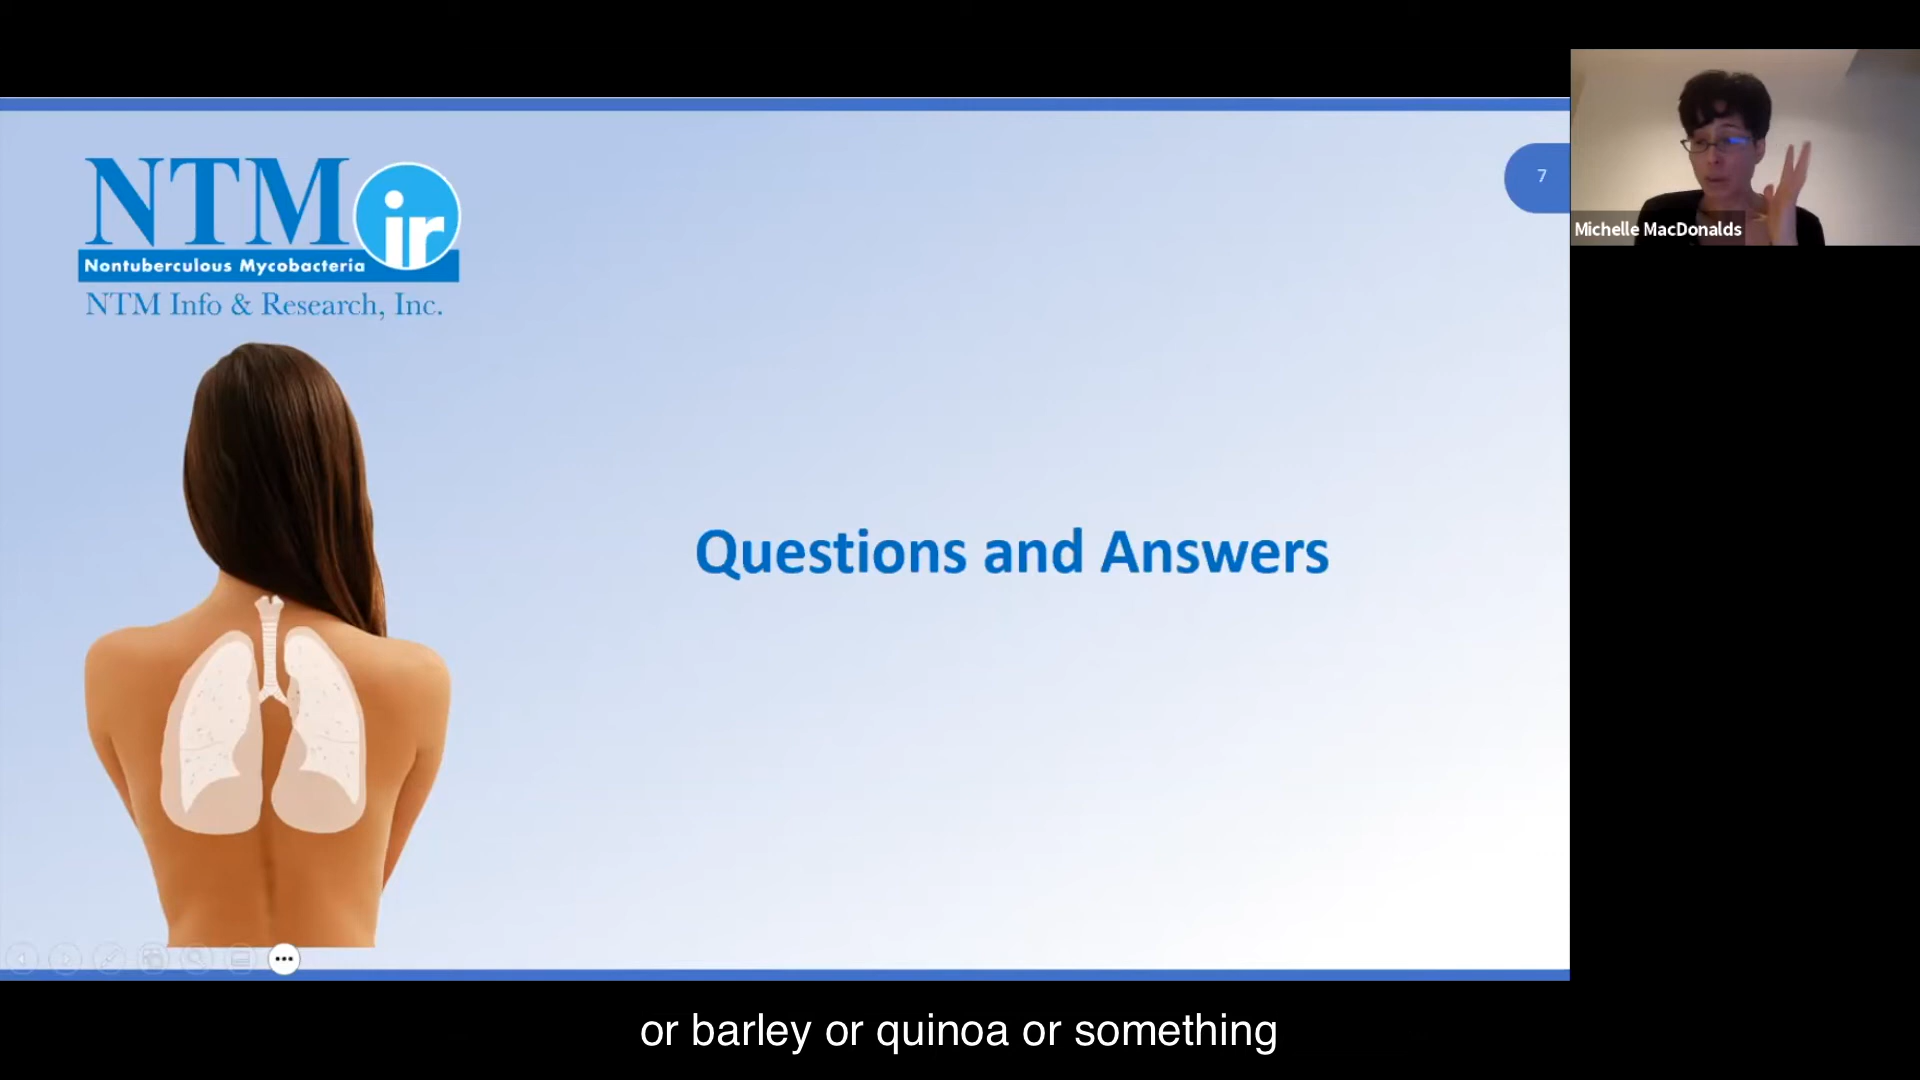 NTM
ir
Nontuberculous Mycobacteria
NTM Info & Research, Inc.
7
Michelle MacDonalds
Questions and Answers
or barley or quinoa or something